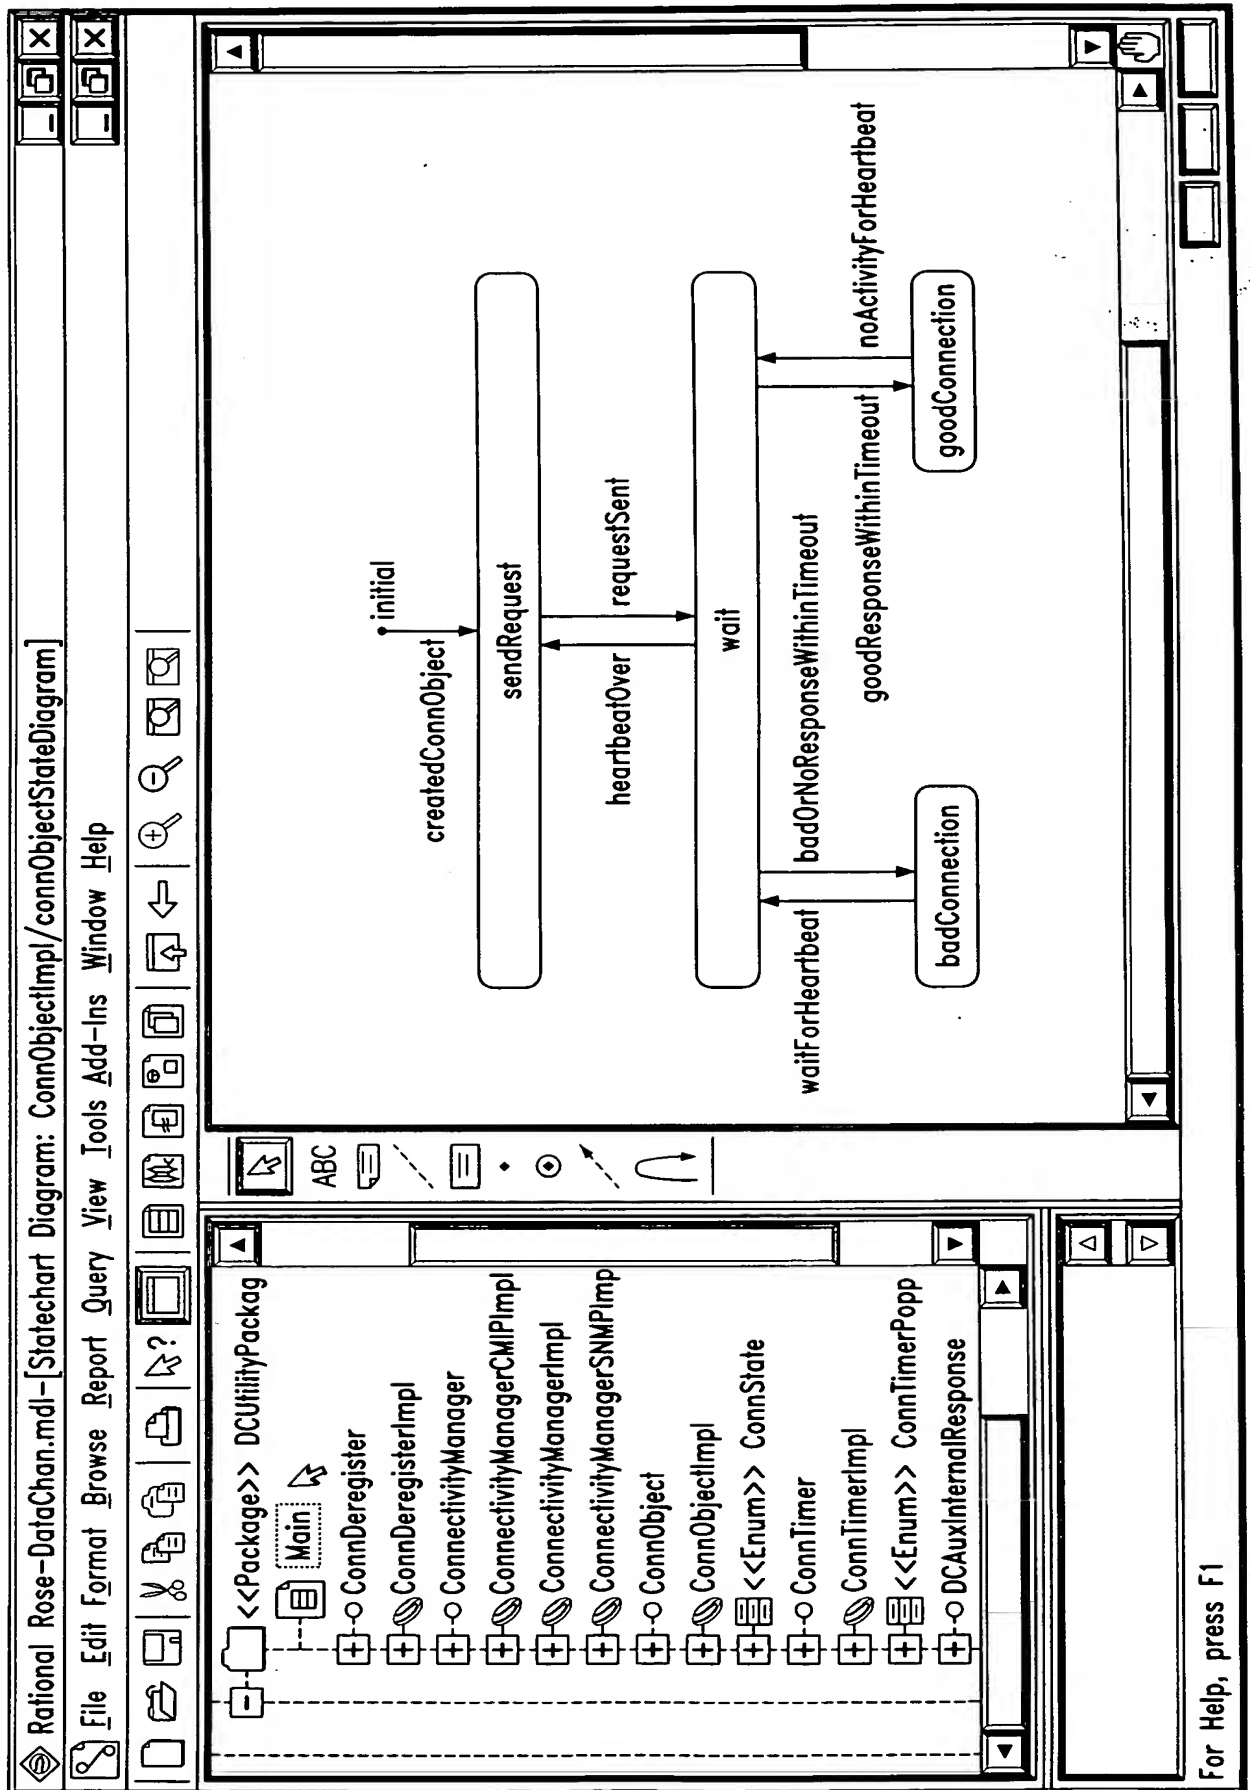 Rational Rose-DataChan.mdl-[Statechart Diagram: ConnObjectImpl/connObjectStateDiagram]
File Edit Format Browse Report Query View Tools Add-Ins Window Help
<<Package>> DCUtilityPackag
Main
ConnDeregister
ConnDeregisterImpl
ConnectivityManager
ConnectivityManagerCMIPImpl
ConnectivityManagerImpl
ConnectivityManagerSNMPImp
ConnObject
ConnObjectImpl
<<Enum>> ConnState
ConnTimer
ConnTimerImpl
<<Enum>> ConnTimerPopp
DCAuxInternalResponse
ABC
initial
createdConnObject
sendRequest
heartbeatOver
requestSent
wait
waitForHeartbeat
badOrNoResponseWithinTimeout
goodResponseWithinTimeout
noActivityForHeartbeat
badConnection
goodConnection
For Help, press F1